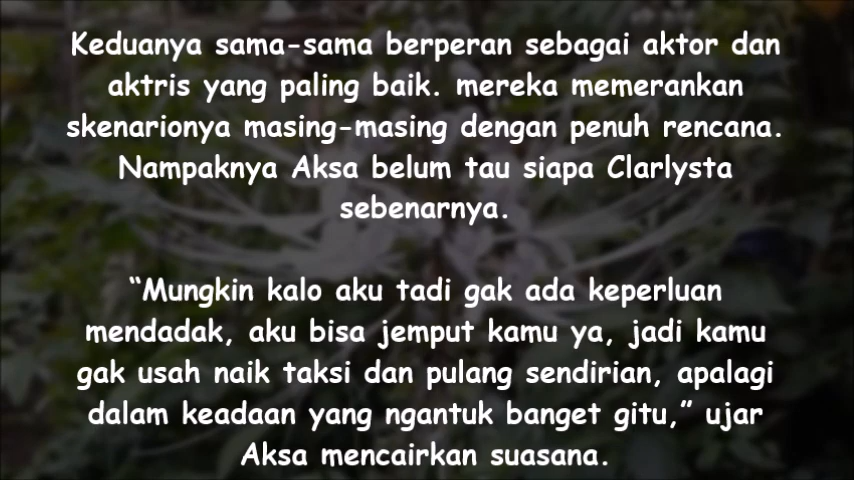 Keduanya sama-sama berperan sebagai aktor dan
aktris yang paling baik. mereka memerankan
skenarionya masing-masing dengan penuh rencana.
Nampaknya Aksa belum tau siapa Clarlysta
sebenarnya.
“Mungkin kalo aku tadi gak ada keperluan
mendadak, aku bisa jemput kamu ya, jadi kamu
gak usah naik taksi dan pulang sendirian, apalagi
dalam keadaan yang ngantuk banget gitu,” ujar
Aksa mencairkan suasana.